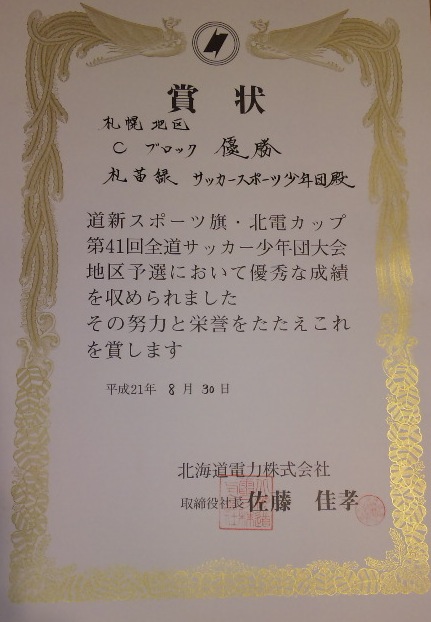 賞状
札幌地区
C ブロック 優勝
札苗緑 サッカースポーツ少年団殿
道新スポーツ旗・北電カップ
第41回全道サッカー少年団大会
地区予選において優秀な成績
を収められました
その努力と栄誉をたたえこれ
を賞します
平成21年 8月30日
北海道電力株式会社
取締役社長 佐藤 佳孝